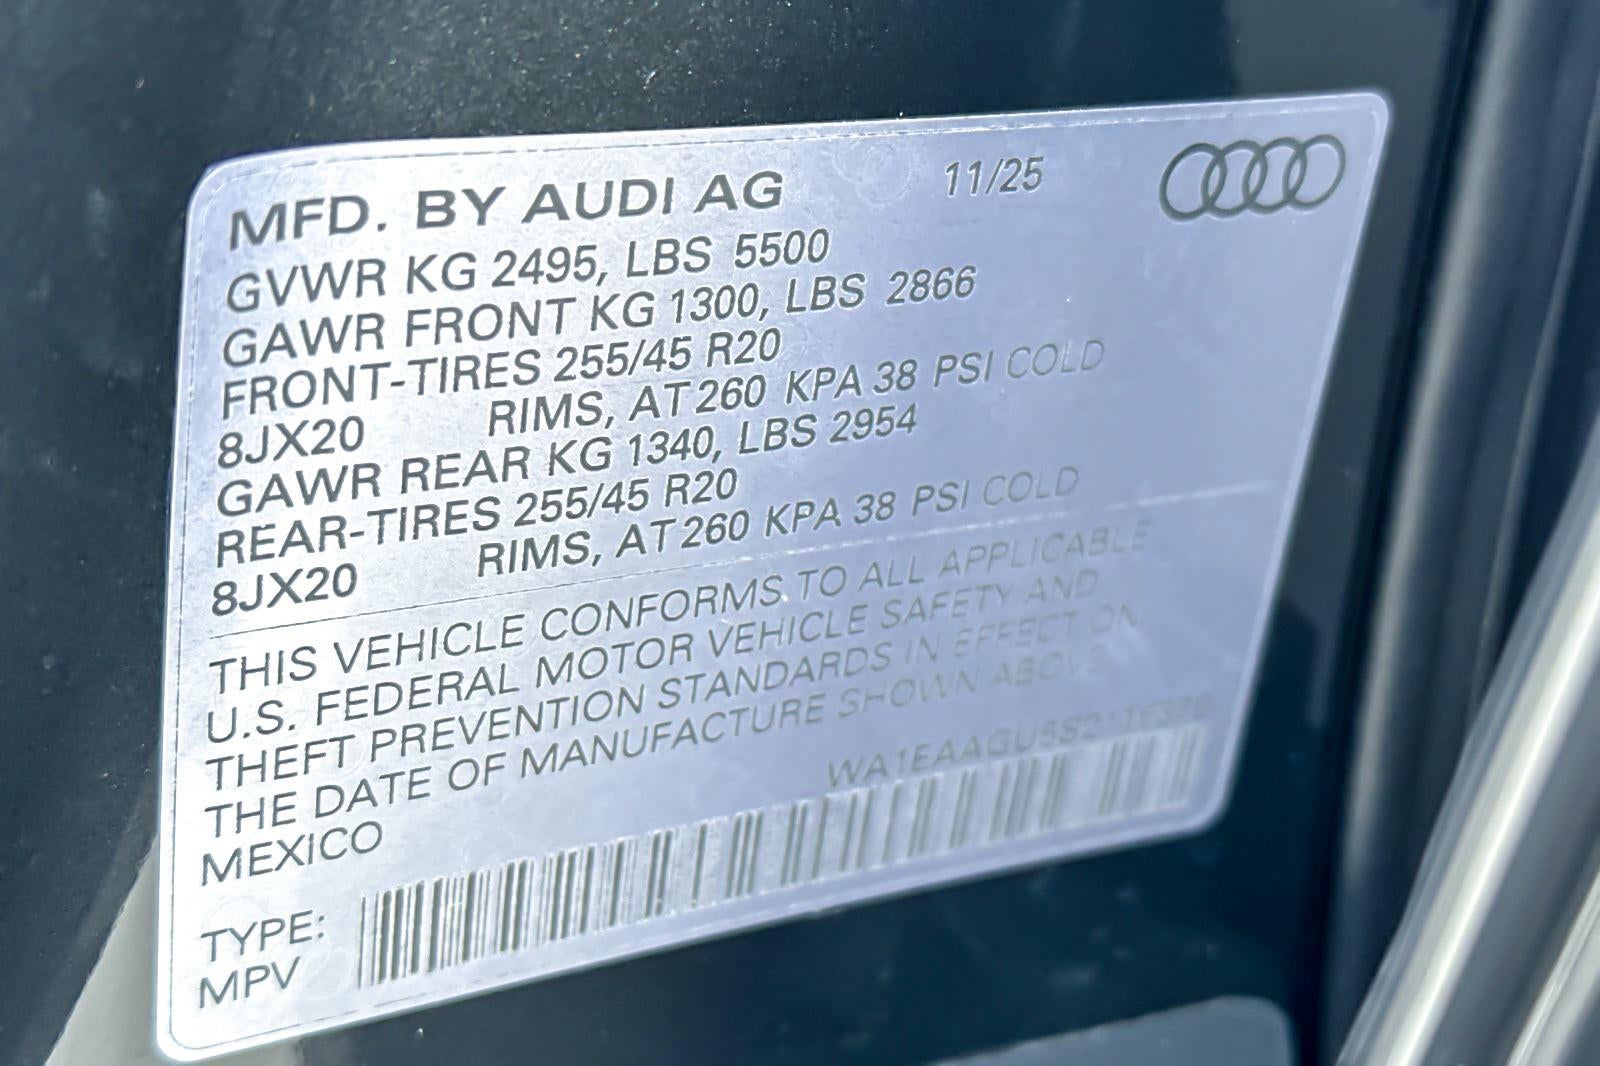 MFD. BY AUDI AG 11/25
GVWR KG 2495, LBS 5500
GAWR FRONT KG 1300, LBS 2866
FRONT-TIRES 255/45 R20
8JX20 RIMS, AT 260 KPA 38 PSI COLD
GAWR REAR KG 1340, LBS 2954
REAR-TIRES 255/45 R20
8JX20 RIMS, AT 260 KPA 38 PSI COLD
THIS VEHICLE CONFORMS TO ALL APPLICABLE
U.S. FEDERAL MOTOR VEHICLE SAFETY AND
THEFT PREVENTION STANDARDS IN EFFECT ON
THE DATE OF MANUFACTURE SHOWN ABOVE
MEXICO
TYPE:
MPV